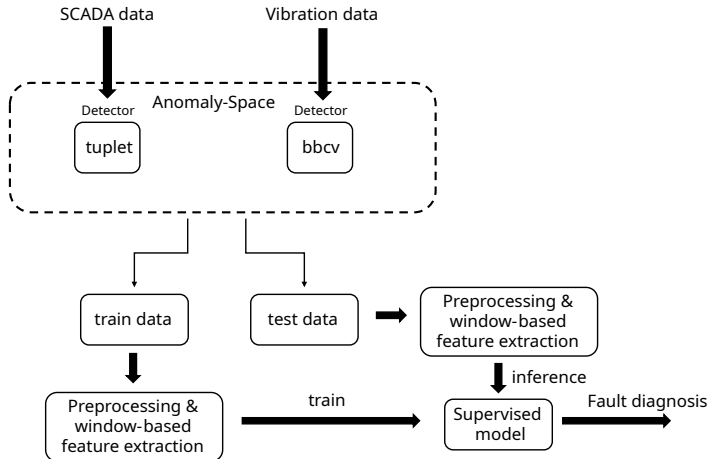 SCADA data
Vibration data
Anomaly-Space
Detector
tuplet
Detector
bbcv
train data
test data
Preprocessing &
window-based
feature extraction
inference
Preprocessing &
window-based
feature extraction
train
Supervised
model
Fault diagnosis